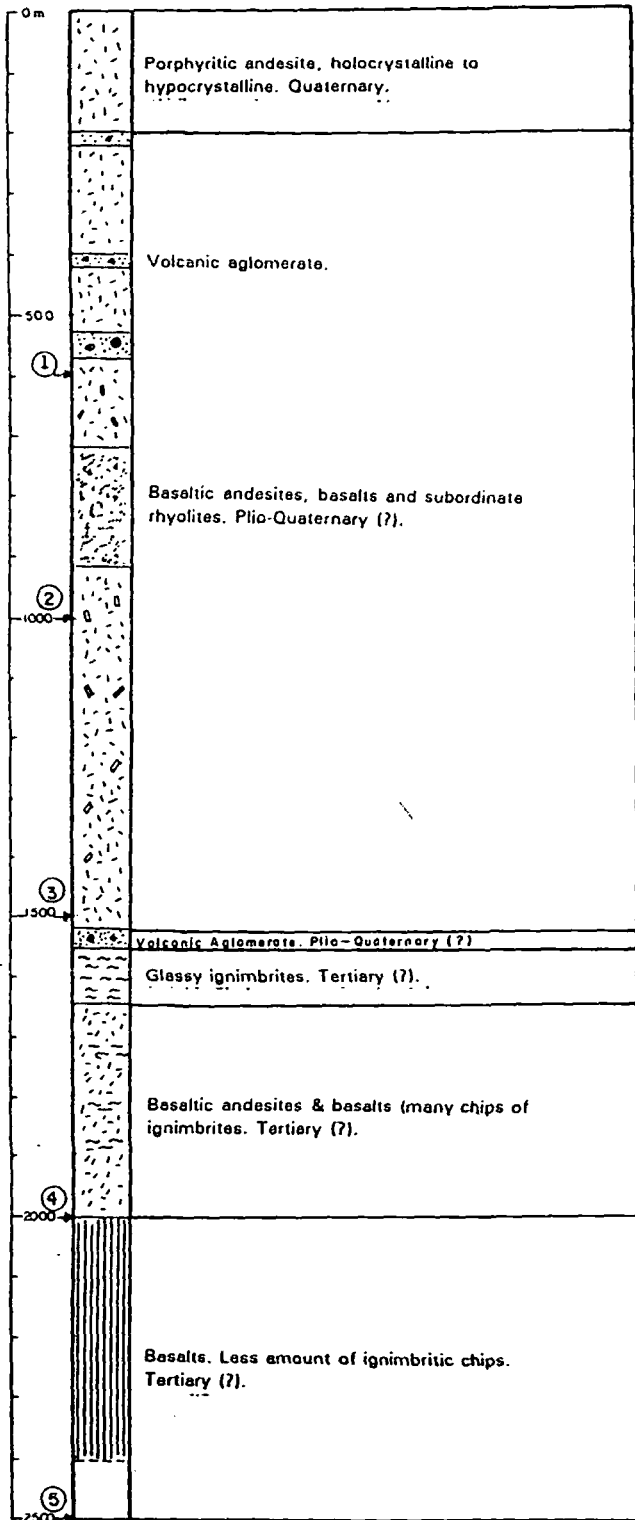 0 m
Porphyritic andesite, holocrystalline to
hypocrystalline. Quaternary.
Volcanic aglomerate.
500
1
Basaltic andesites, basalts and subordinate
rhyolites. Plio-Quaternary (?).
2
1000
3
1500
Volcanic Aglomerate. Plio-Quaternary (?)
Glassy ignimbrites. Tertiary (?).
Basaltic andesites & basalts (many chips of
ignimbrites. Tertiary (?).
4
2000
Basalts. Less amount of ignimbritic chips.
Tertiary (?).
5
2500